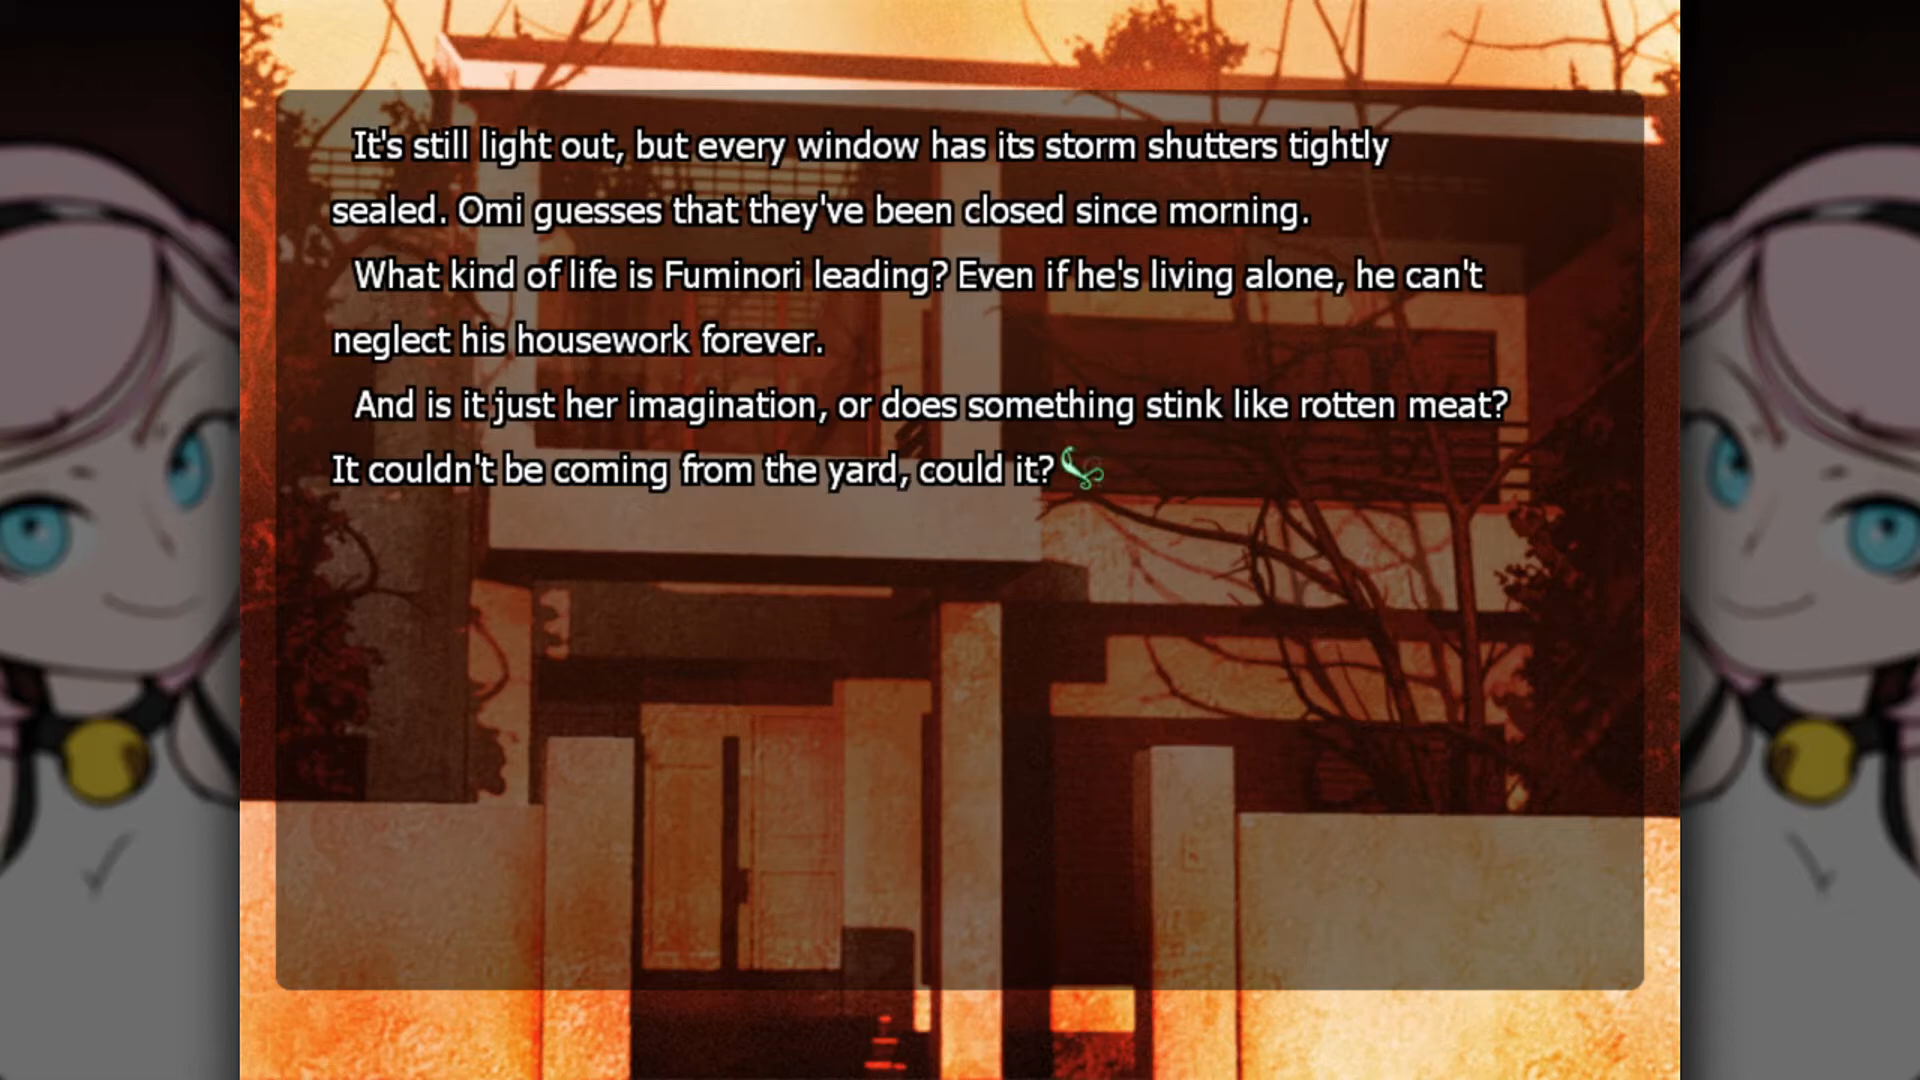 It's still light out, but every window has its storm shutters tightly
sealed. Omi guesses that they've been closed since morning.
What kind of life is Fuminori leading? Even if he's living alone, he can't
neglect his housework forever.
And is it just her imagination, or does something stink like rotten meat?
It couldn't be coming from the yard, could it?